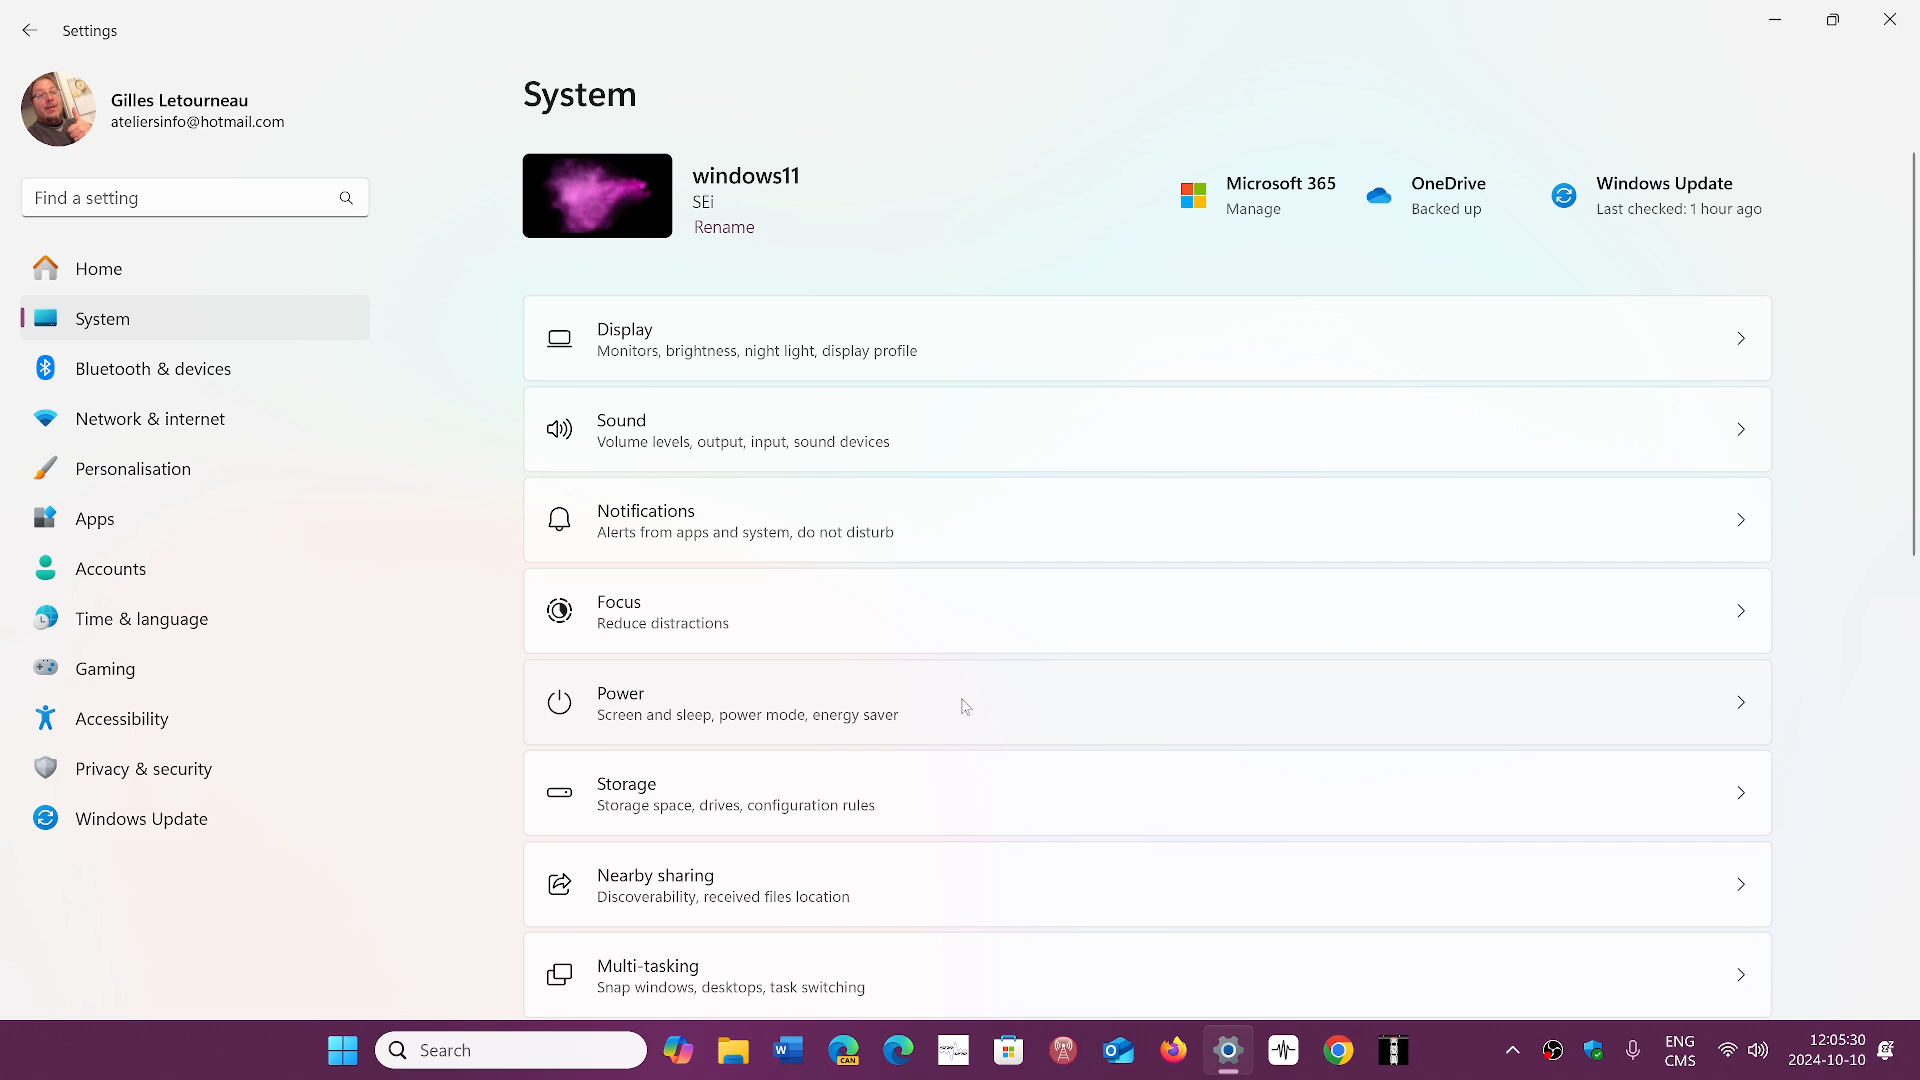 Settings
Gilles Letourneau
ateliersinfo@hotmail.com
Find a setting
Home
System
Bluetooth & devices
Network & internet
Personalisation
Apps
Accounts
Time & language
Gaming
Accessibility
Privacy & security
Windows Update
System
windows11
SEi
Rename
Microsoft 365
Manage
OneDrive
Backed up
Windows Update
Last checked: 1 hour ago
Display
Monitors, brightness, night light, display profile
Sound
Volume levels, output, input, sound devices
Notifications
Alerts from apps and system, do not disturb
Focus
Reduce distractions
Power
Screen and sleep, power mode, energy saver
Storage
Storage space, drives, configuration rules
Nearby sharing
Discoverability, received files location
Multi-tasking
Snap windows, desktops, task switching
Search
CAN
ENG
CMS
12:05:30
2024-10-10